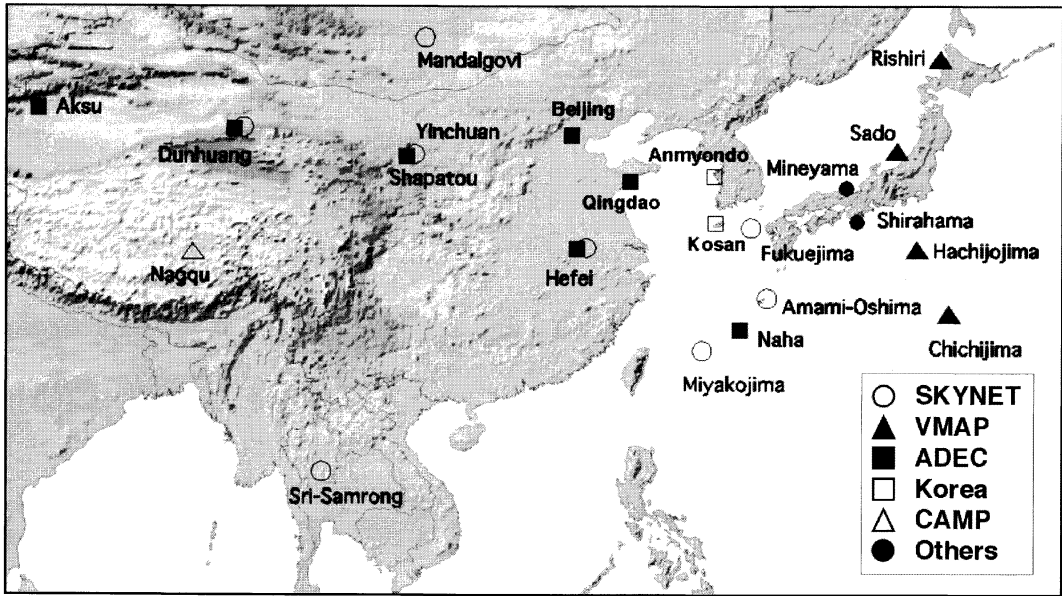 Mandalgovi
Rishiri
Aksu
Beijing
Yinchuan
Dunhuang
Shapatou
Sado
Anmyondo
Mineyama
Qingdao
Kosan
Shirahama
Fukuejima
Hachijojima
Nagqu
Hefei
Amami-Oshima
Naha
Chichijima
Miyakojima
Sri-Samrong
SKYNET
VMAP
ADEC
Korea
CAMP
Others